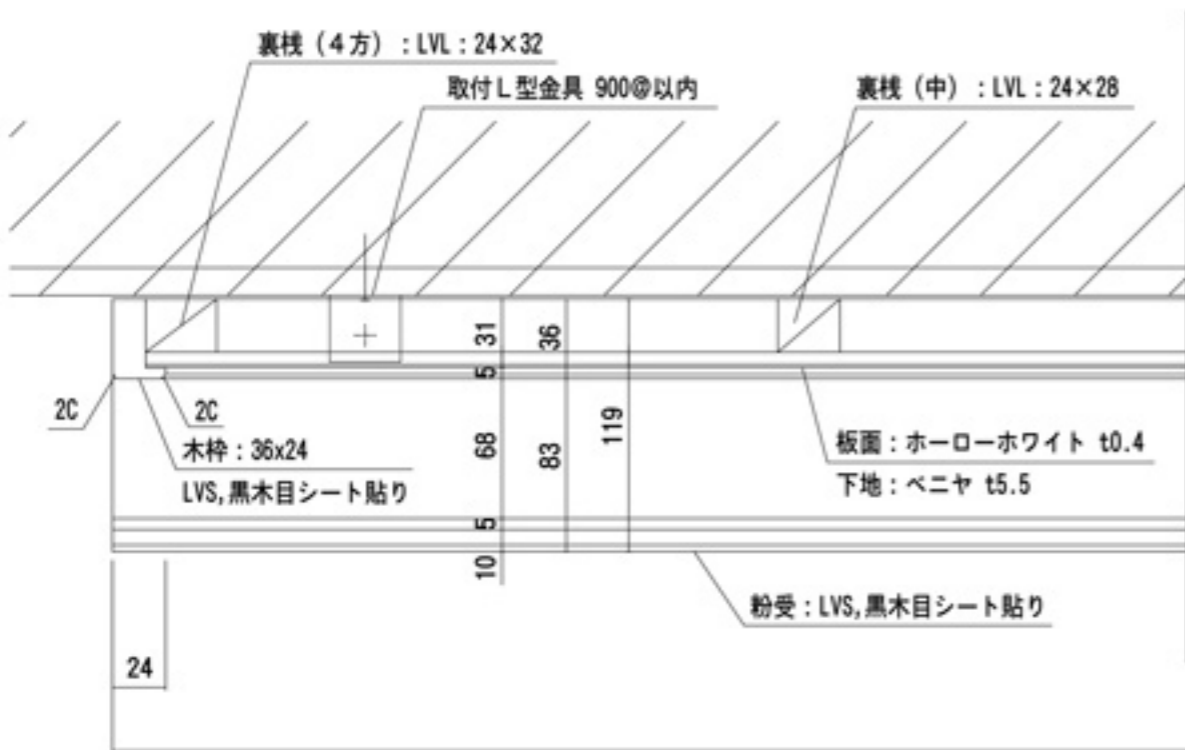 裏桟（４方）：LVL：24×32
取付Ｌ型金具 900@以内
裏桟（中）：LVL：24×28
31
36
5
2C
2C
119
68
83
木枠：36x24
LVS,黒木目シート貼り
板面：ホーローホワイト t0.4
下地：ベニヤ t5.5
5
10
粉受：LVS,黒木目シート貼り
24